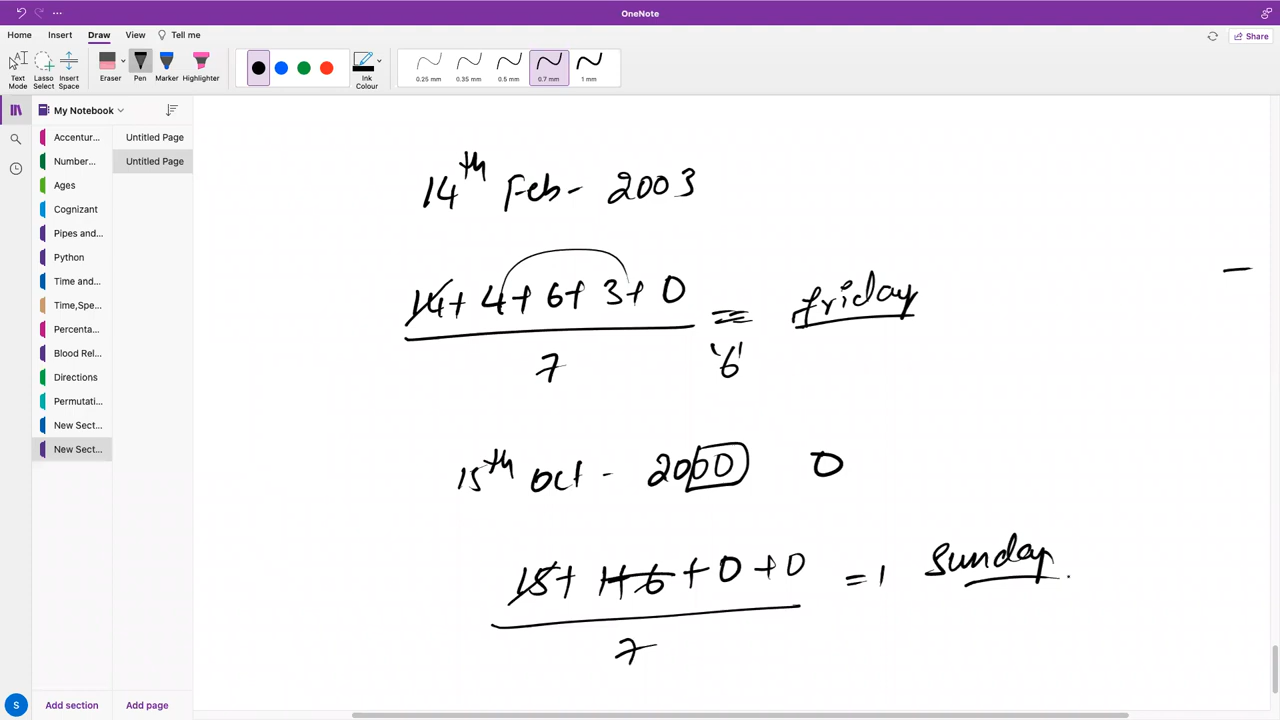 OneNote
Home Insert Draw View Tell me
Share
Text Mode
Lasso Select
Insert Space
Eraser
Pen
Marker
Highlighter
Ink Colour
0.25 mm
0.35 mm
0.5 mm
0.7 mm
1 mm
My Notebook
Accentur...
Number...
Ages
Cognizant
Pipes and...
Python
Time and...
Time,Spe...
Percenta...
Blood Rel...
Directions
Permutati...
New Sect...
New Sect...
Untitled Page
Untitled Page
14th Feb - 2003
14 + 4 + 6 + 3 + 0 = friday
7 '6'
15th Oct - 2000 0
15 + 1 + 6 + 0 + 0 = 1 Sunday.
7
S
Add section
Add page